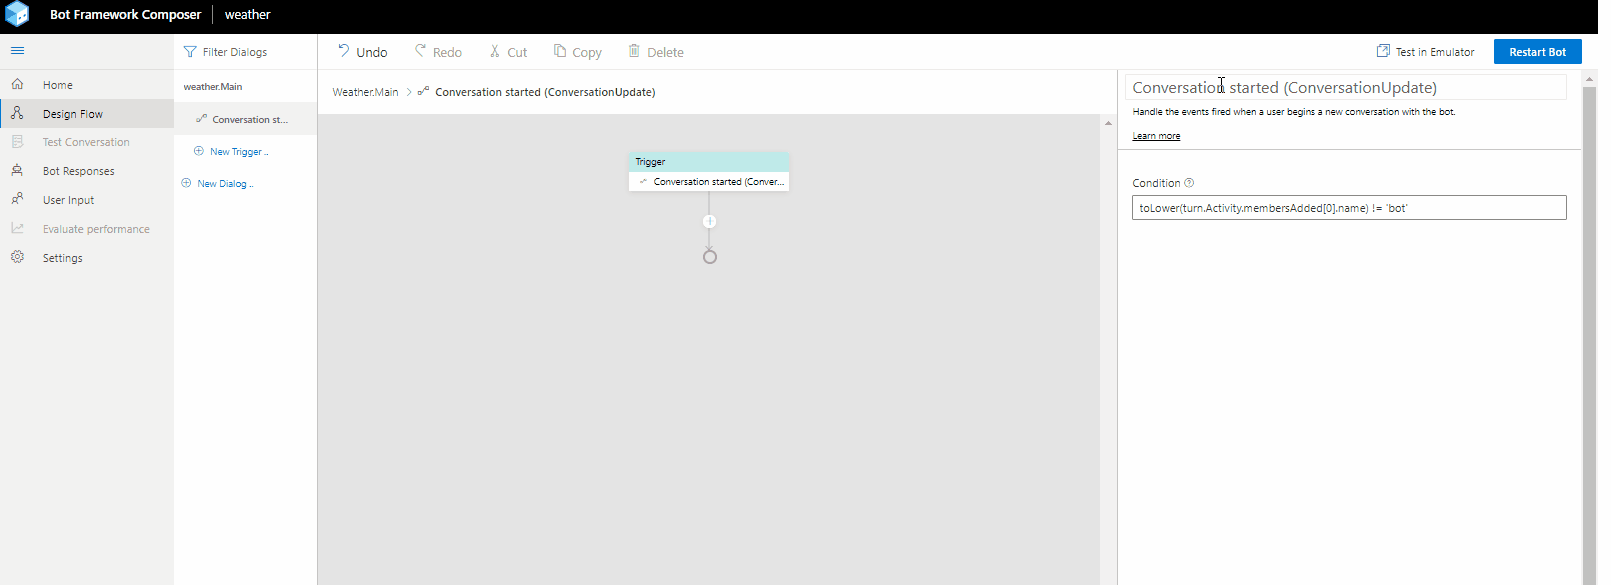 Bot Framework Composer weather
Home
Design Flow
Test Conversation
Bot Responses
User Input
Evaluate performance
Settings
Filter Dialogs
weather.Main
Conversation st...
New Trigger ..
New Dialog ..
Undo Redo Cut Copy Delete
Test in Emulator Restart Bot
Weather.Main > Conversation started (ConversationUpdate)
Trigger
Conversation started (Conver...
Conversation started (ConversationUpdate)
Handle the events fired when a user begins a new conversation with the bot.
Learn more
Condition
toLower(turn.Activity.membersAdded[0].name) != 'bot'